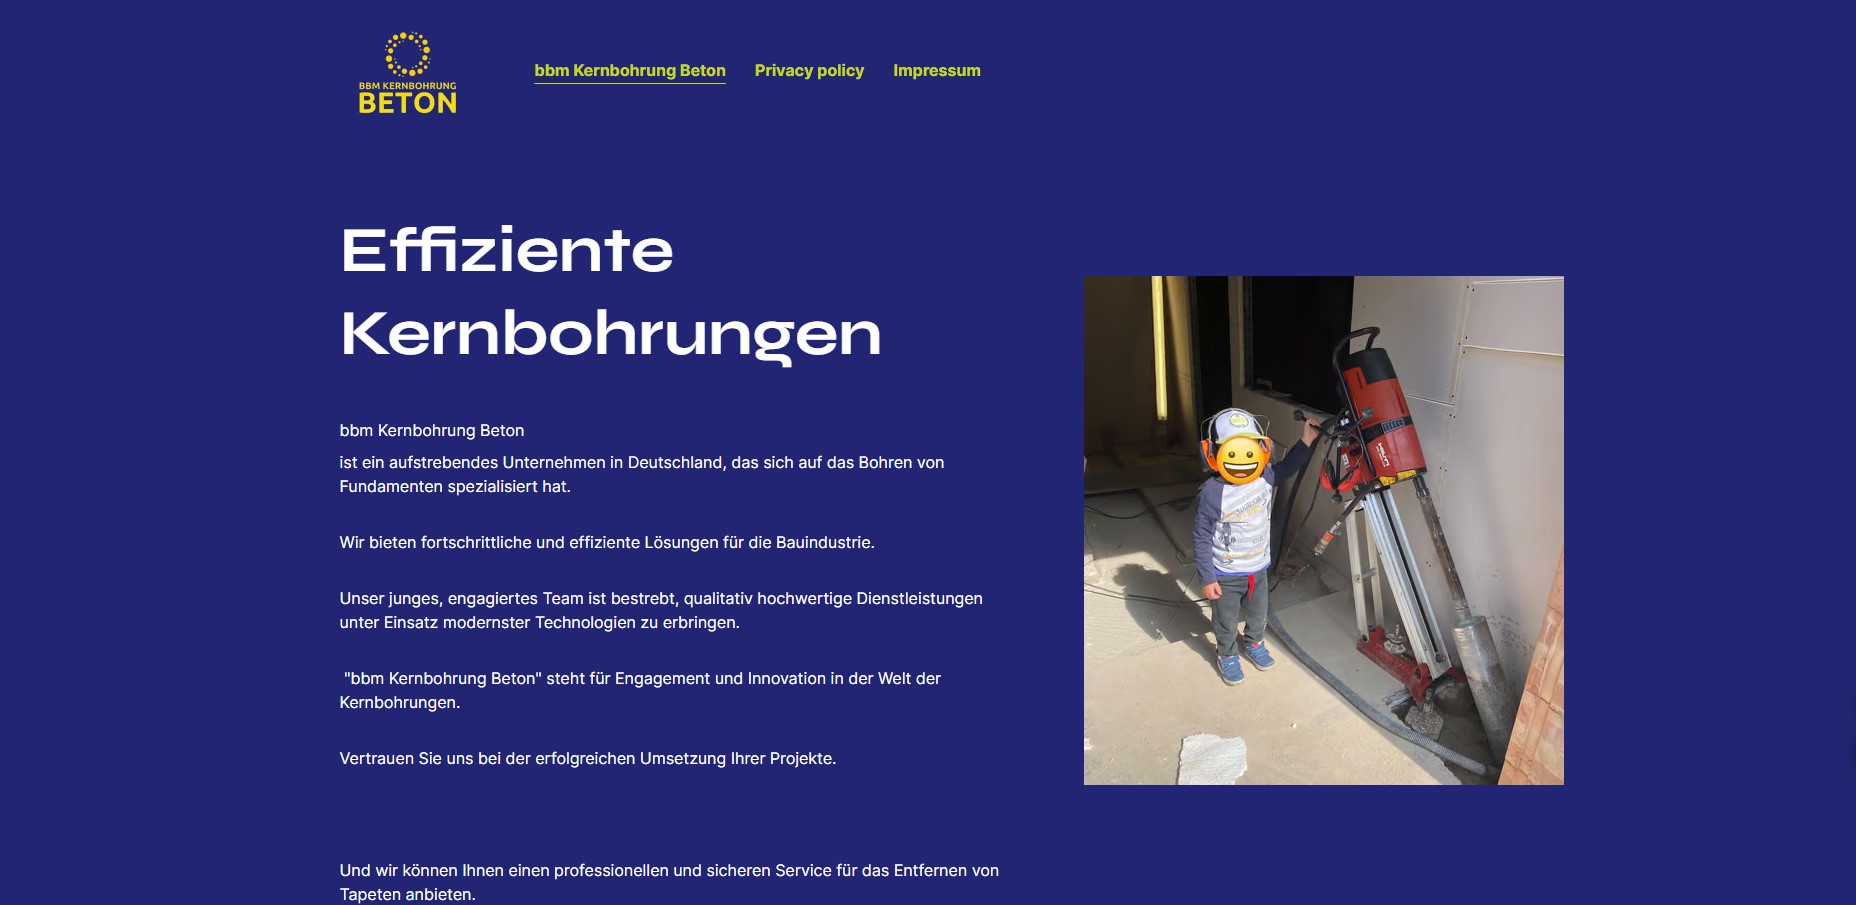 BBM KERNBOHRUNG
BETON
bbm Kernbohrung Beton
Privacy policy
Impressum
Effiziente
Kernbohrungen
bbm Kernbohrung Beton
ist ein aufstrebendes Unternehmen in Deutschland, das sich auf das Bohren von
Fundamenten spezialisiert hat.
Wir bieten fortschrittliche und effiziente Lösungen für die Bauindustrie.
Unser junges, engagiertes Team ist bestrebt, qualitativ hochwertige Dienstleistungen
unter Einsatz modernster Technologien zu erbringen.
"bbm Kernbohrung Beton" steht für Engagement und Innovation in der Welt der
Kernbohrungen.
Vertrauen Sie uns bei der erfolgreichen Umsetzung Ihrer Projekte.
Und wir können Ihnen einen professionellen und sicheren Service für das Entfernen von
Tapeten anbieten.
HILTI